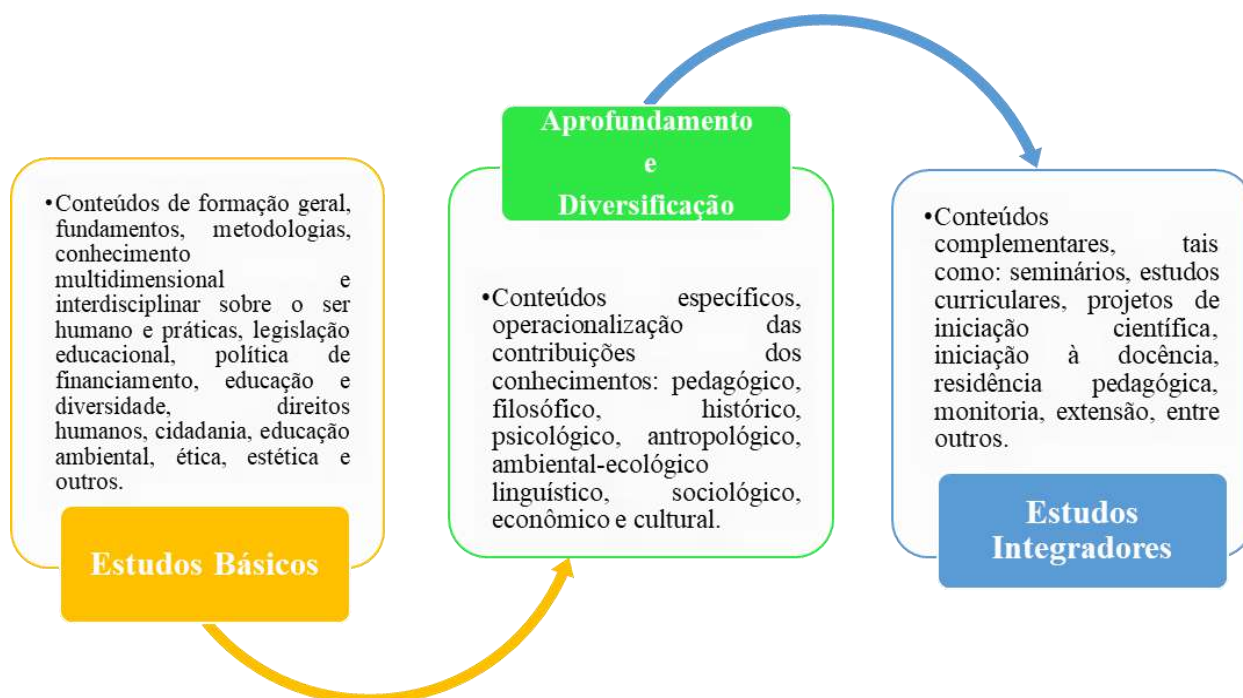 •Conteúdos de formação geral,
fundamentos, metodologias,
conhecimento
multidimensional e
interdisciplinar sobre o ser
humano e práticas, legislação
educacional, política de
financiamento, educação e
diversidade, direitos
humanos, cidadania, educação
ambiental, ética, estética e
outros.
Estudos Básicos
Aprofundamento
e
Diversificação
•Conteúdos específicos,
operacionalização das
contribuições dos
conhecimentos: pedagógico,
filosófico, histórico,
psicológico, antropológico,
ambiental-ecológico
linguístico, sociológico,
econômico e cultural.
•Conteúdos
complementares, tais
como: seminários, estudos
curriculares, projetos de
iniciação científica,
iniciação à docência,
residência pedagógica,
monitoria, extensão, entre
outros.
Estudos
Integradores